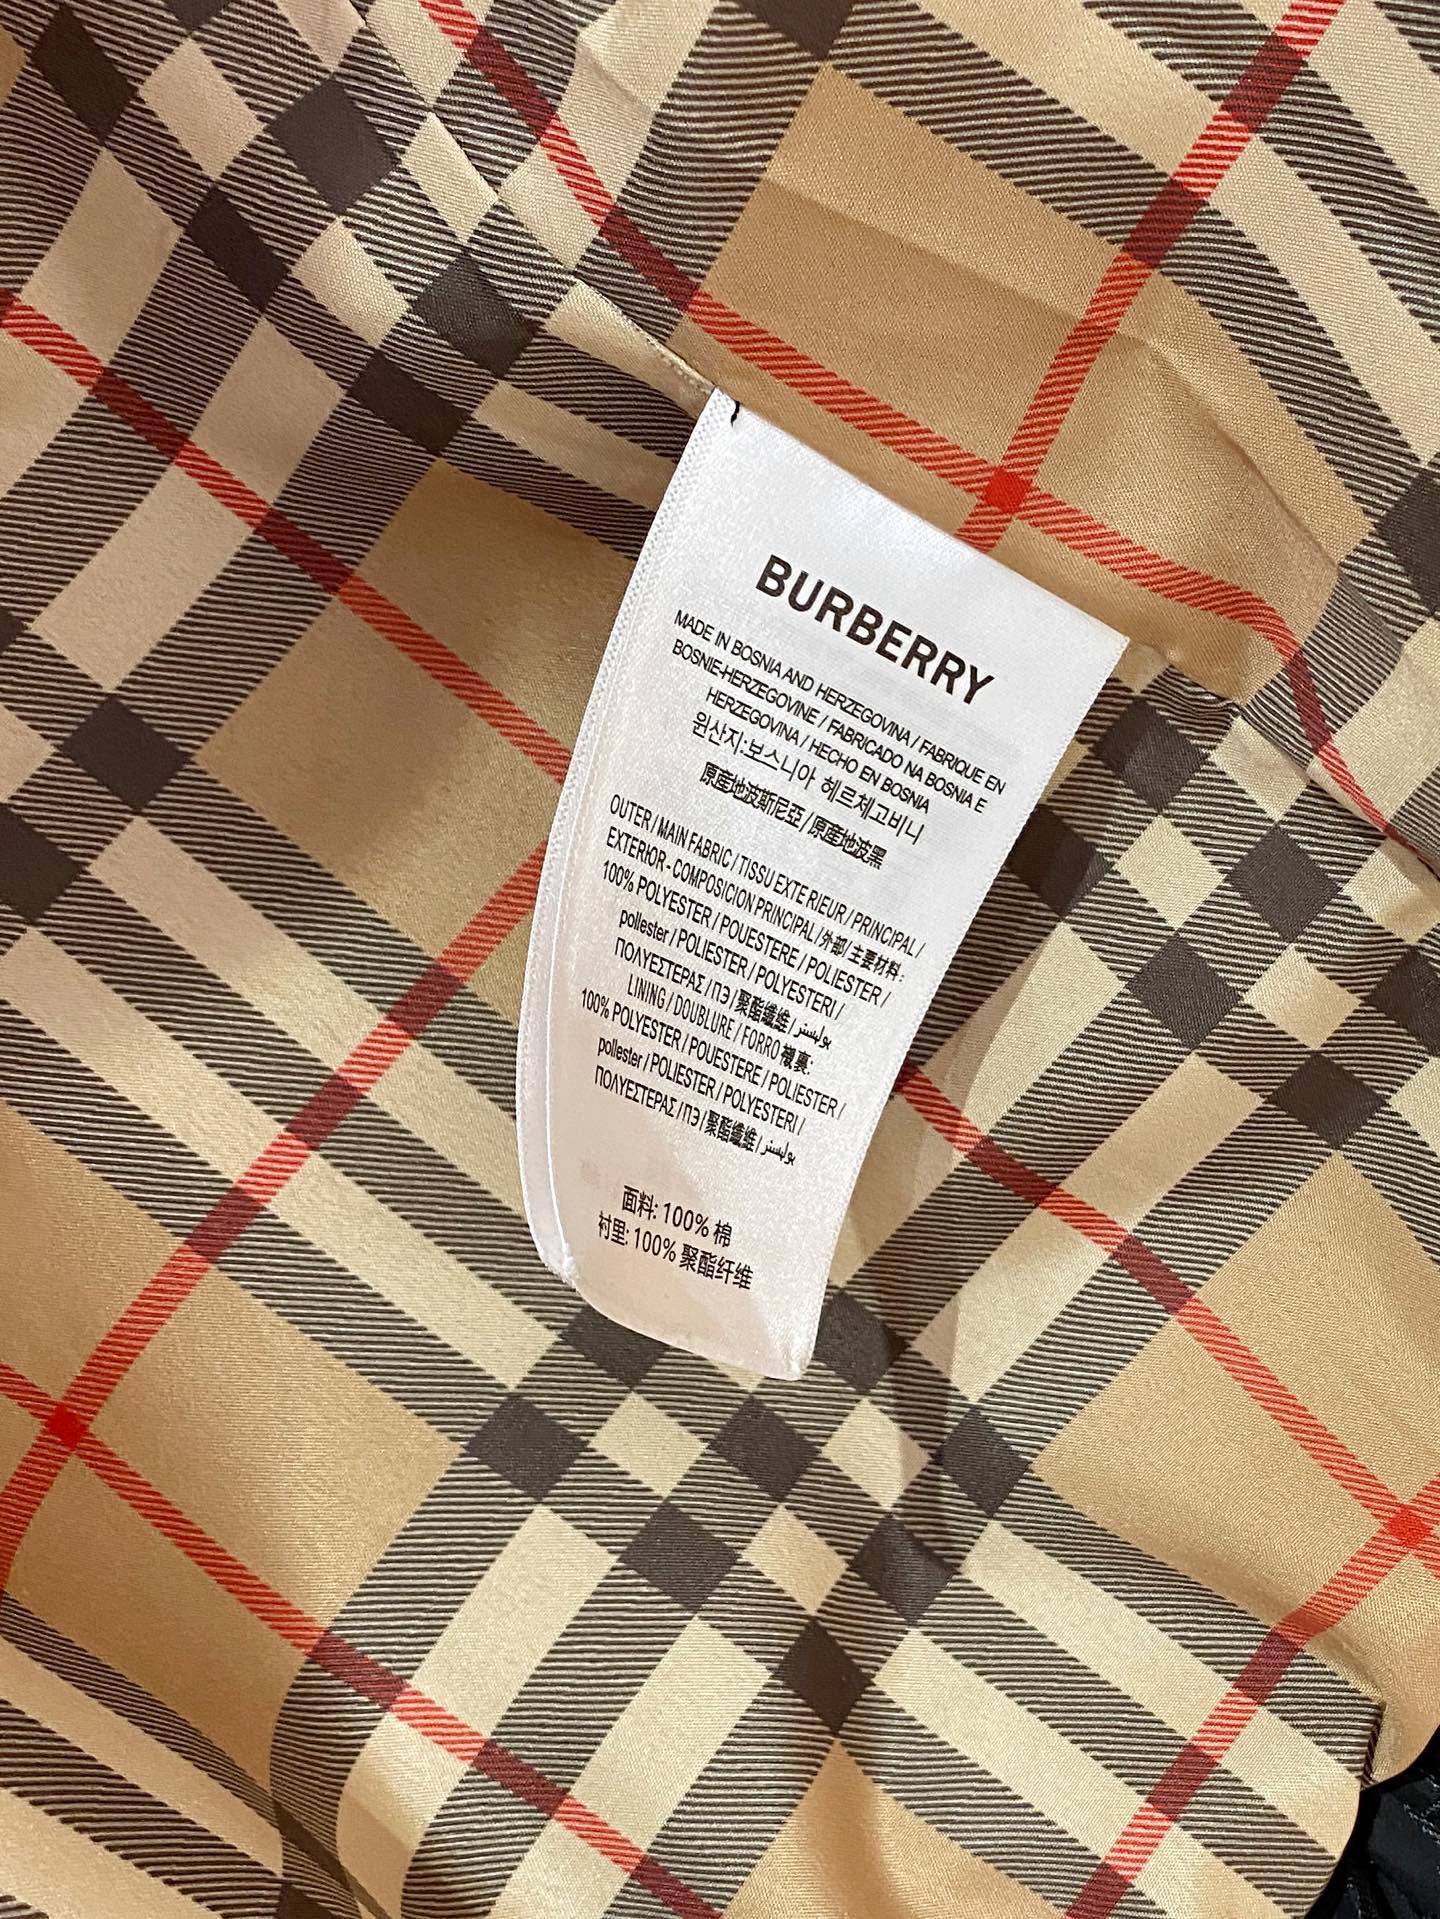 BURBERRY
MADE IN BOSNIA AND HERZEGOVINA / FABRIQUE EN
BOSNIE-HERZEGOVINE / FABRICADO NA BOSNIA E
HERZEGOVINA / HECHO EN BOSNIA
원산지:보스니아 헤르체고비니
原産地波斯尼亞/原産地波黑
OUTER / MAIN FABRIC / TISSU EXTE RIEUR / PRINCIPAL /
EXTERIOR - COMPOSICION PRINCIPAL /外部/ 主要材料:
100% POLYESTER / POUESTERE / POLIESTER /
pollester / POLIESTER / POLYESTERI /
ΠΟΛΥΕΣΤΕΡΑΣ / ПЭ / 聚酯纖維 / بوليستر
LINING / DOUBLURE / FORRO 襯裏:
100% POLYESTER / POUESTERE / POLIESTER /
pollester / POLIESTER / POLYESTERI /
ΠΟΛΥΕΣΤΕΡΑΣ / ПЭ / 聚酯纖維 / بوليستر
面料: 100% 棉
衬里: 100% 聚酯纤维